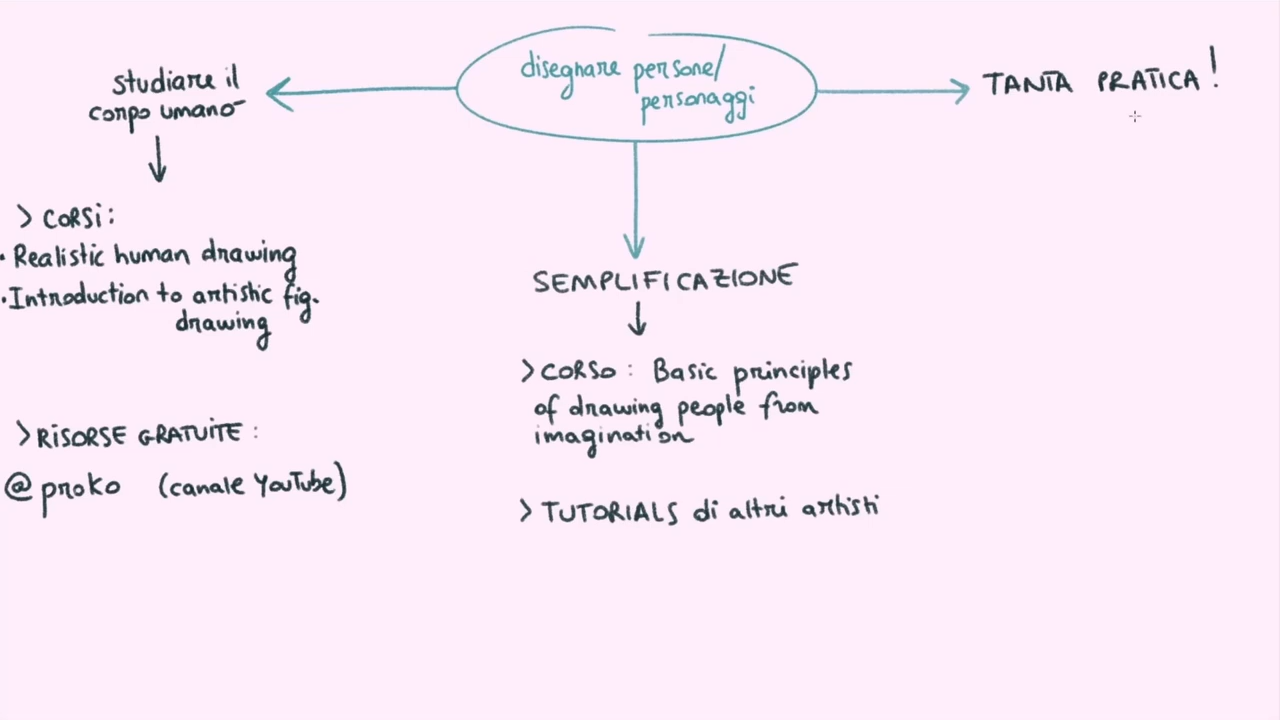 disegnare persone/
personaggi
studiare il
corpo umano
> CORSI:
• Realistic human drawing
• Introduction to artistic fig.
drawing
> RISORSE GRATUITE :
@ proko (canale YouTube)
SEMPLIFICAZIONE
> CORSO : Basic principles
of drawing people from
imagination
> TUTORIALS di altri artisti
TANTA PRATICA!